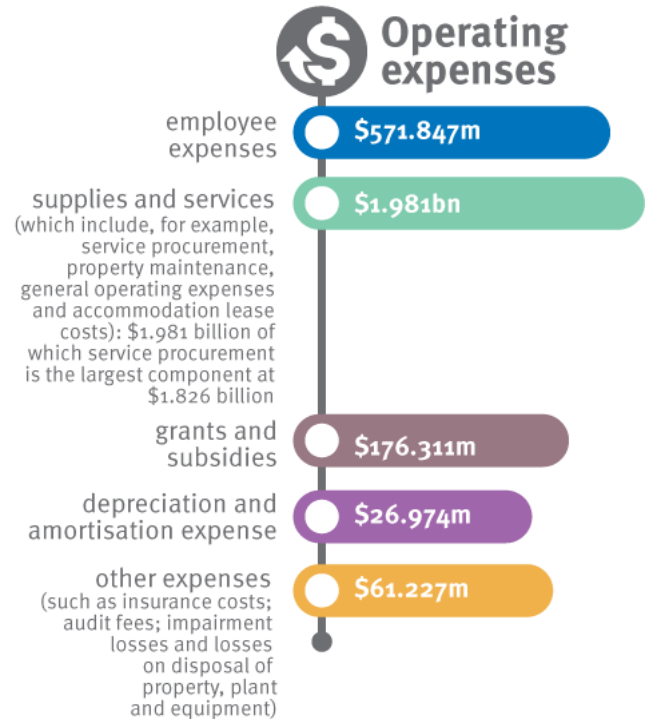 Operating
expenses
employee
expenses
$571.847m
supplies and services
(which include, for example,
service procurement,
property maintenance,
general operating expenses
and accommodation lease
costs): $1.981 billion of
which service procurement
is the largest component at
$1.826 billion
$1.981bn
grants and
subsidies
$176.311m
depreciation and
amortisation expense
$26.974m
other expenses
(such as insurance costs;
audit fees; impairment
losses and losses
on disposal of
property, plant
and equipment)
$61.227m